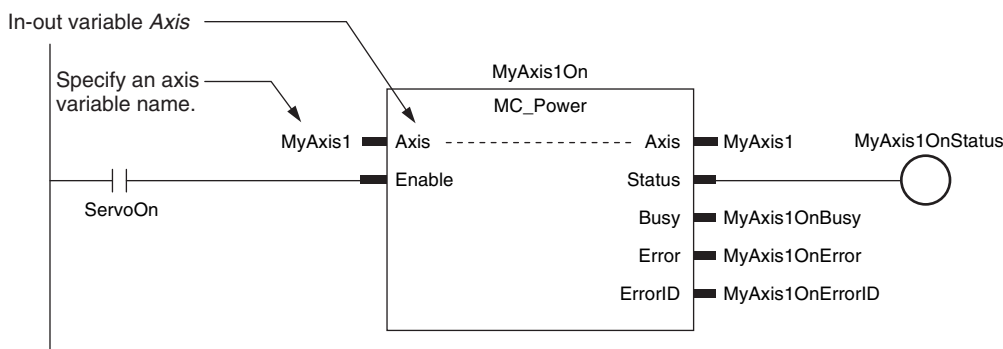 In-out variable Axis
Specify an axis
variable name.
MyAxis1On
MC_Power
MyAxis1 Axis Axis MyAxis1 MyAxis1OnStatus
Enable Status
ServoOn
Busy MyAxis1OnBusy
Error MyAxis1OnError
ErrorID MyAxis1OnErrorID